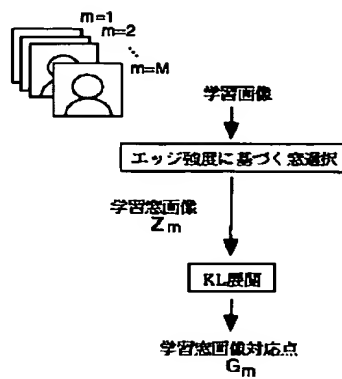 m=1
m=2
m=M
学習画像
エッジ強度に基づく窓選択
学習窓画像
Zm
KL展開
学習窓画像対応点
Gm